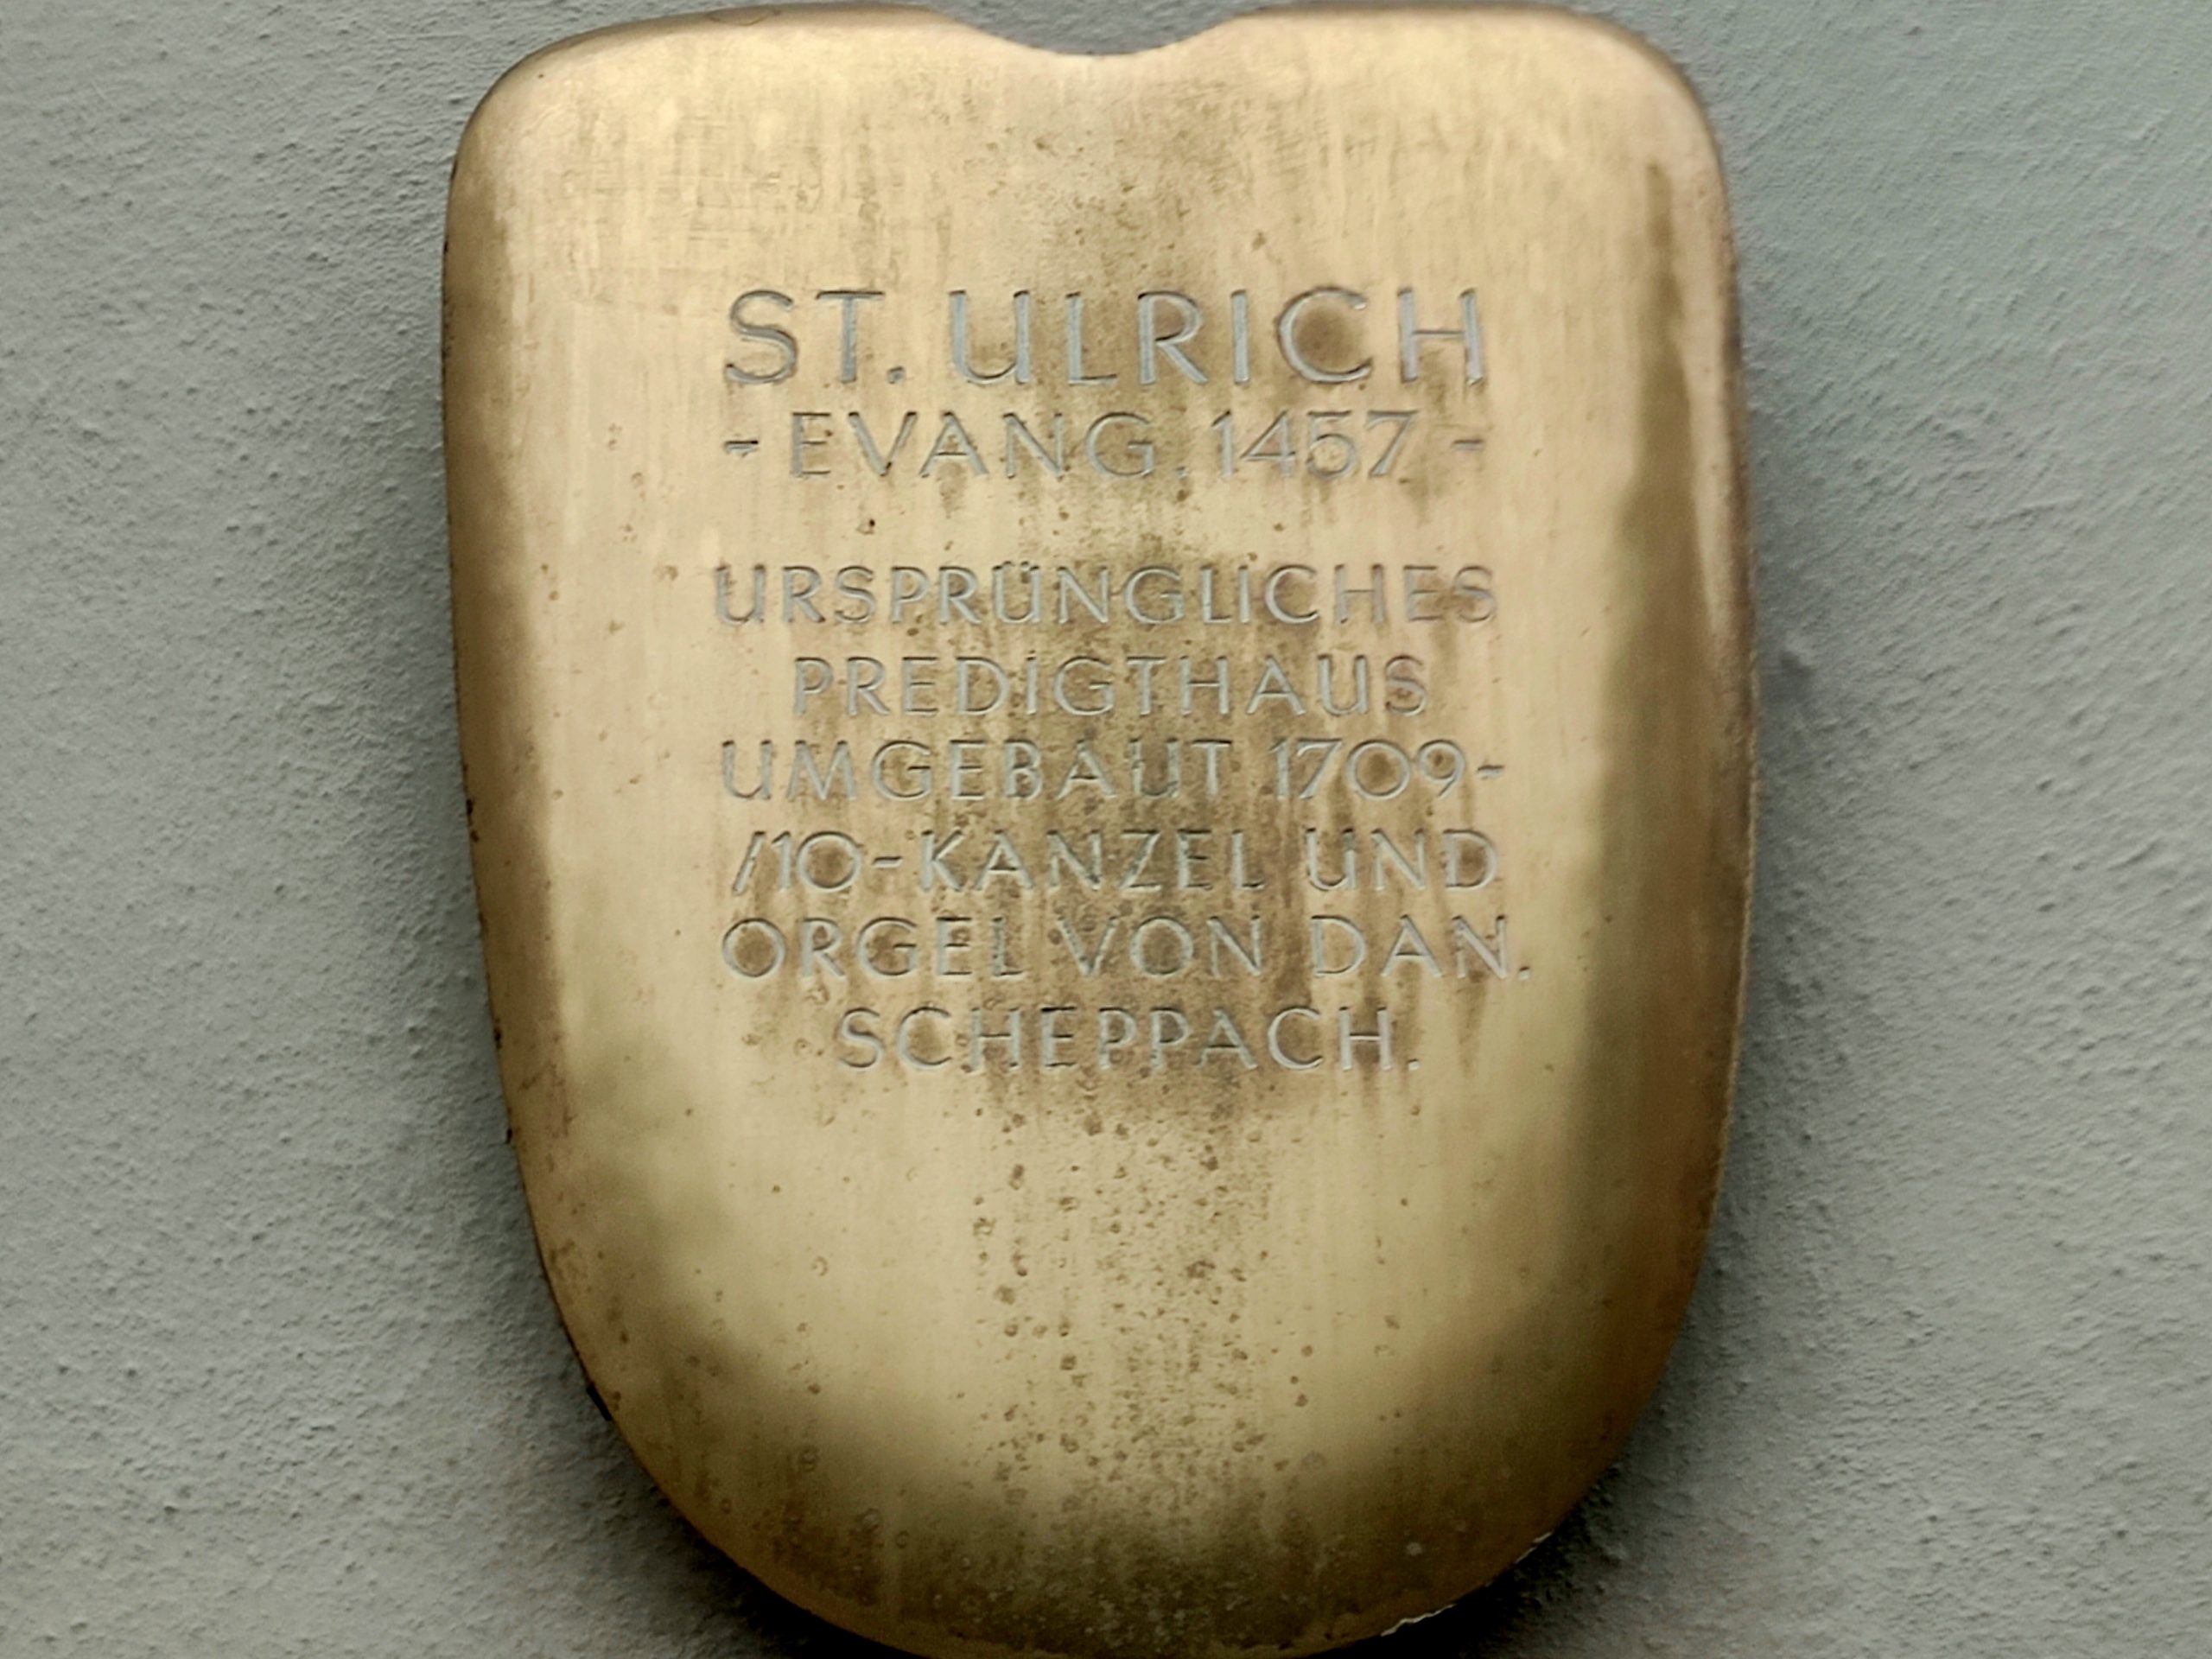 ST. ULRICH
- EVANG. 1457 -
URSPRÜNGLICHES
PREDIGTHAUS
UMGEBAUT 1709-
/10-KANZEL UND
ORGEL VON DAN.
SCHEPPACH.